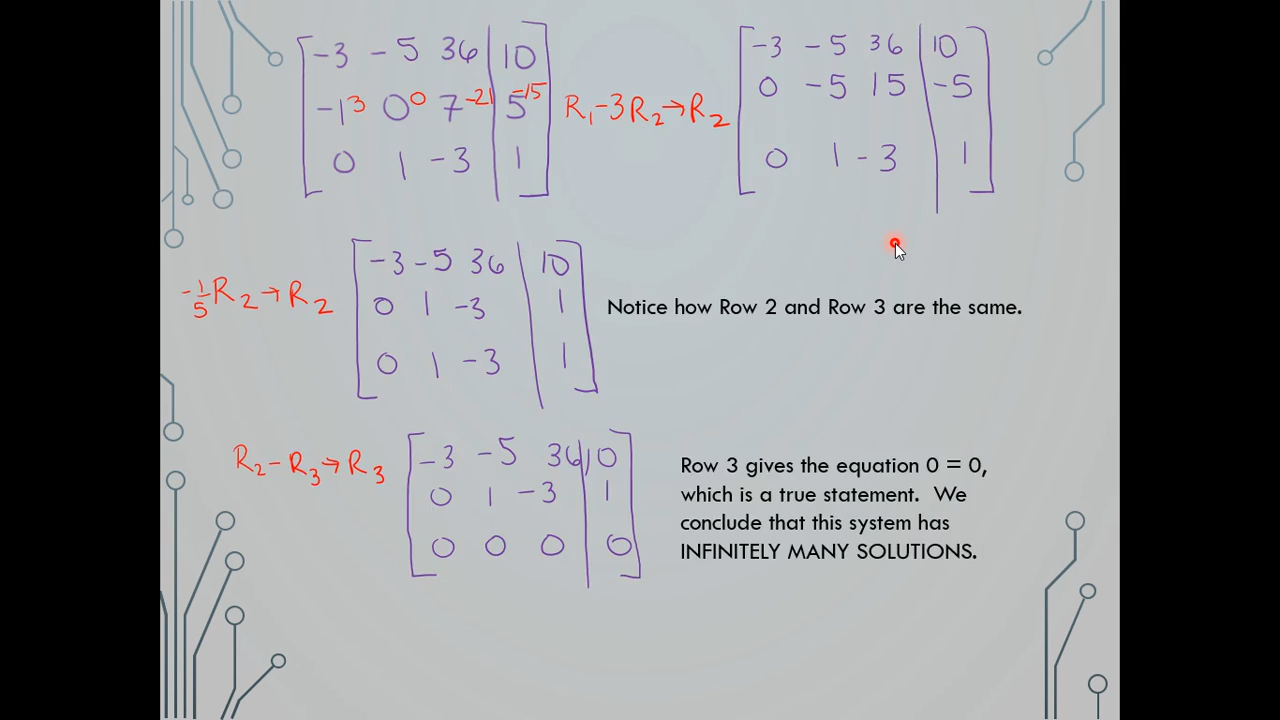 -3 -5 36 | 10
-1 3 0 0 7 -21 | 5 -15
0 1 -3 | 1
R1-3R2→R2
-3 -5 36 | 10
0 -5 15 | -5
0 1 -3 | 1
-1/5 R2→R2
-3 -5 36 | 10
0 1 -3 | 1
0 1 -3 | 1
Notice how Row 2 and Row 3 are the same.
R2-R3→R3
-3 -5 36 | 10
0 1 -3 | 1
0 0 0 | 0
Row 3 gives the equation 0 = 0,
which is a true statement. We
conclude that this system has
INFINITELY MANY SOLUTIONS.